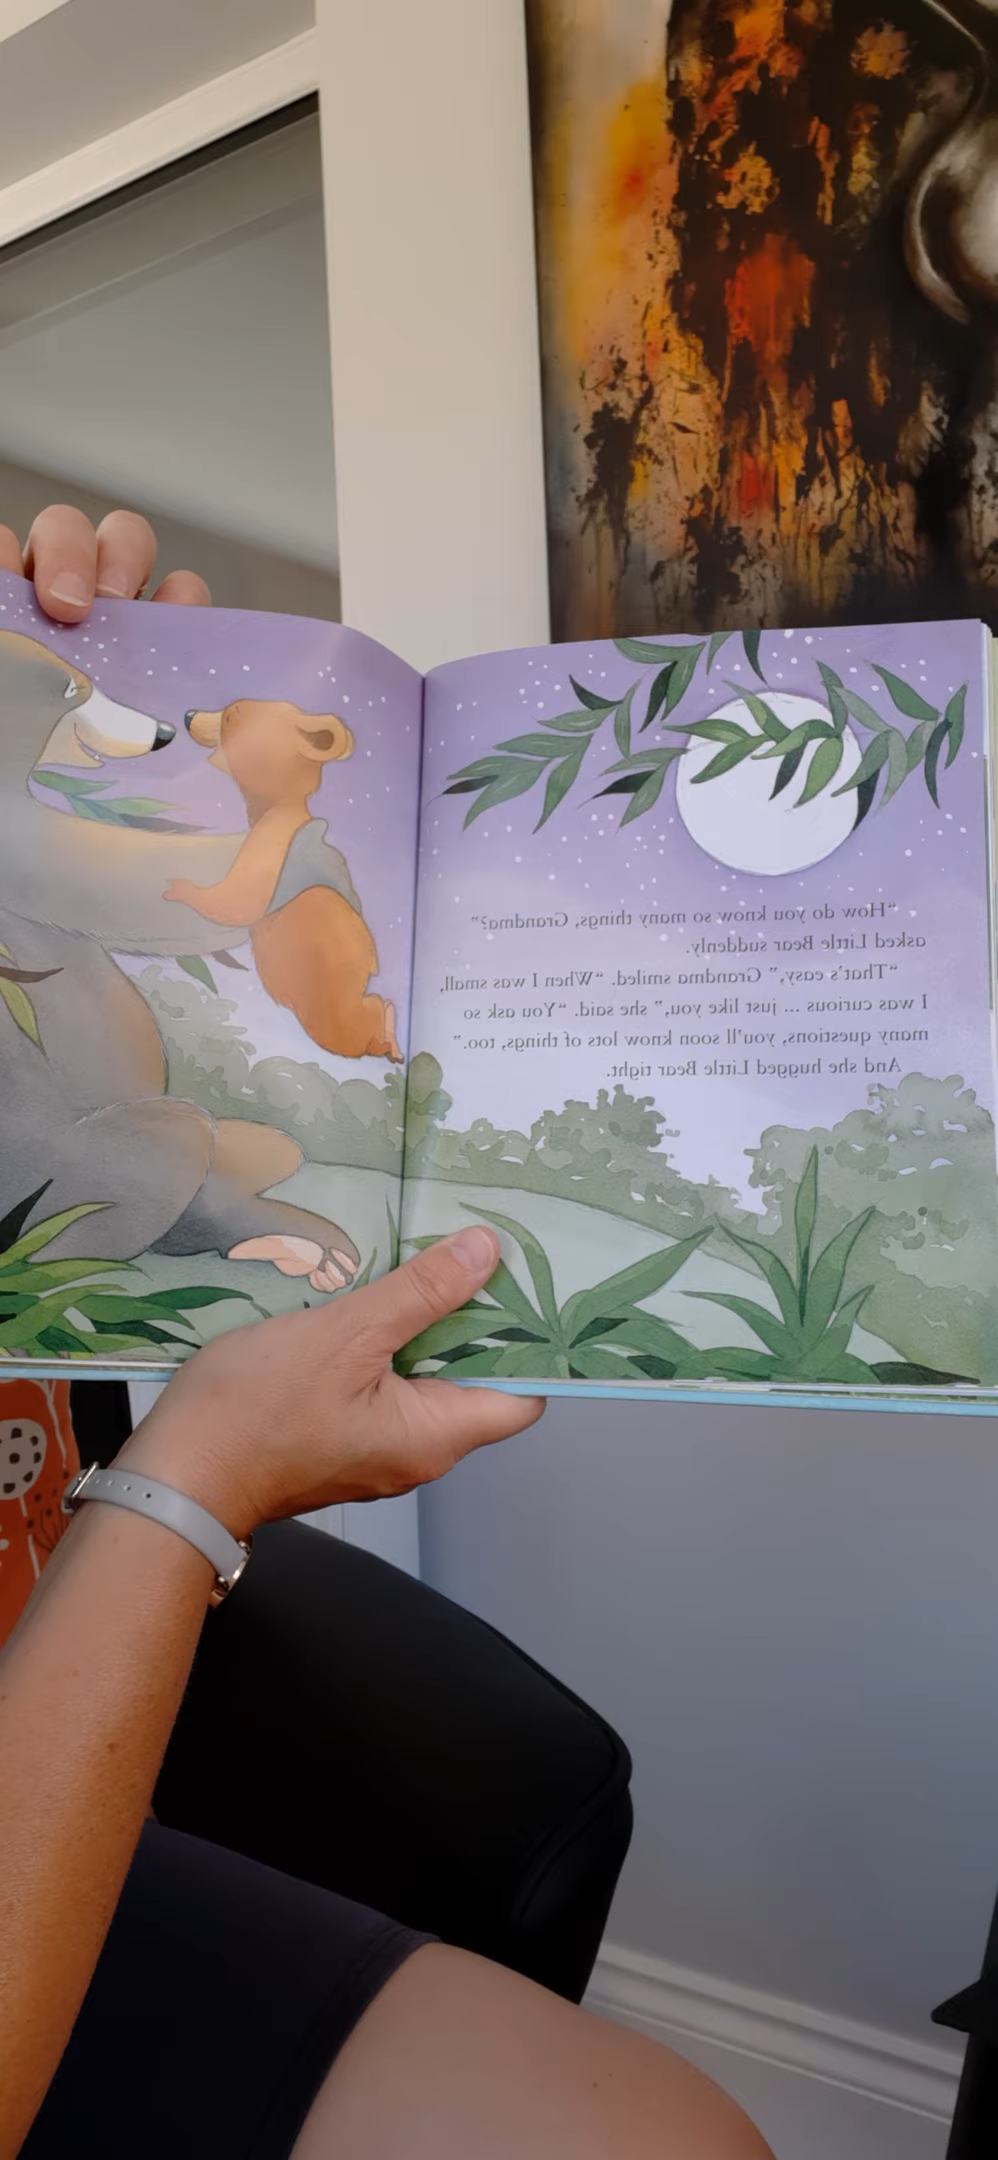 "How do you know so many things, Grandma?"
asked Little Bear suddenly.
"That's easy," Grandma smiled. "When I was small,
I was curious ... just like you," she said. "You ask so
many questions, you'll soon know lots of things, too."
And she hugged Little Bear tight.